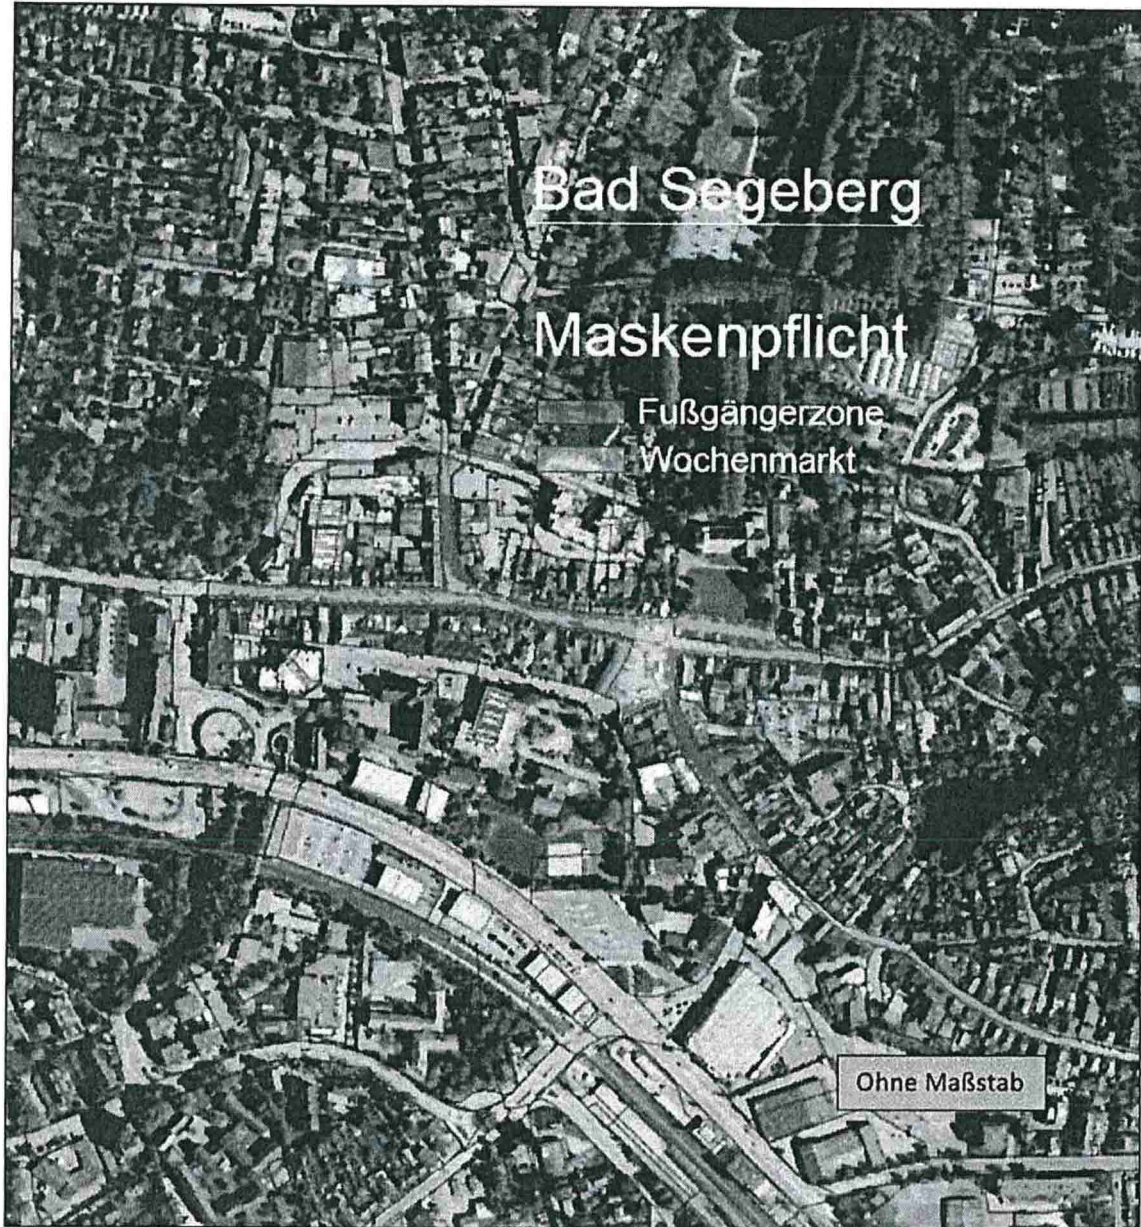 Bad Segeberg
Maskenpflicht
Fußgängerzone
Wochenmarkt
Ohne Maßstab